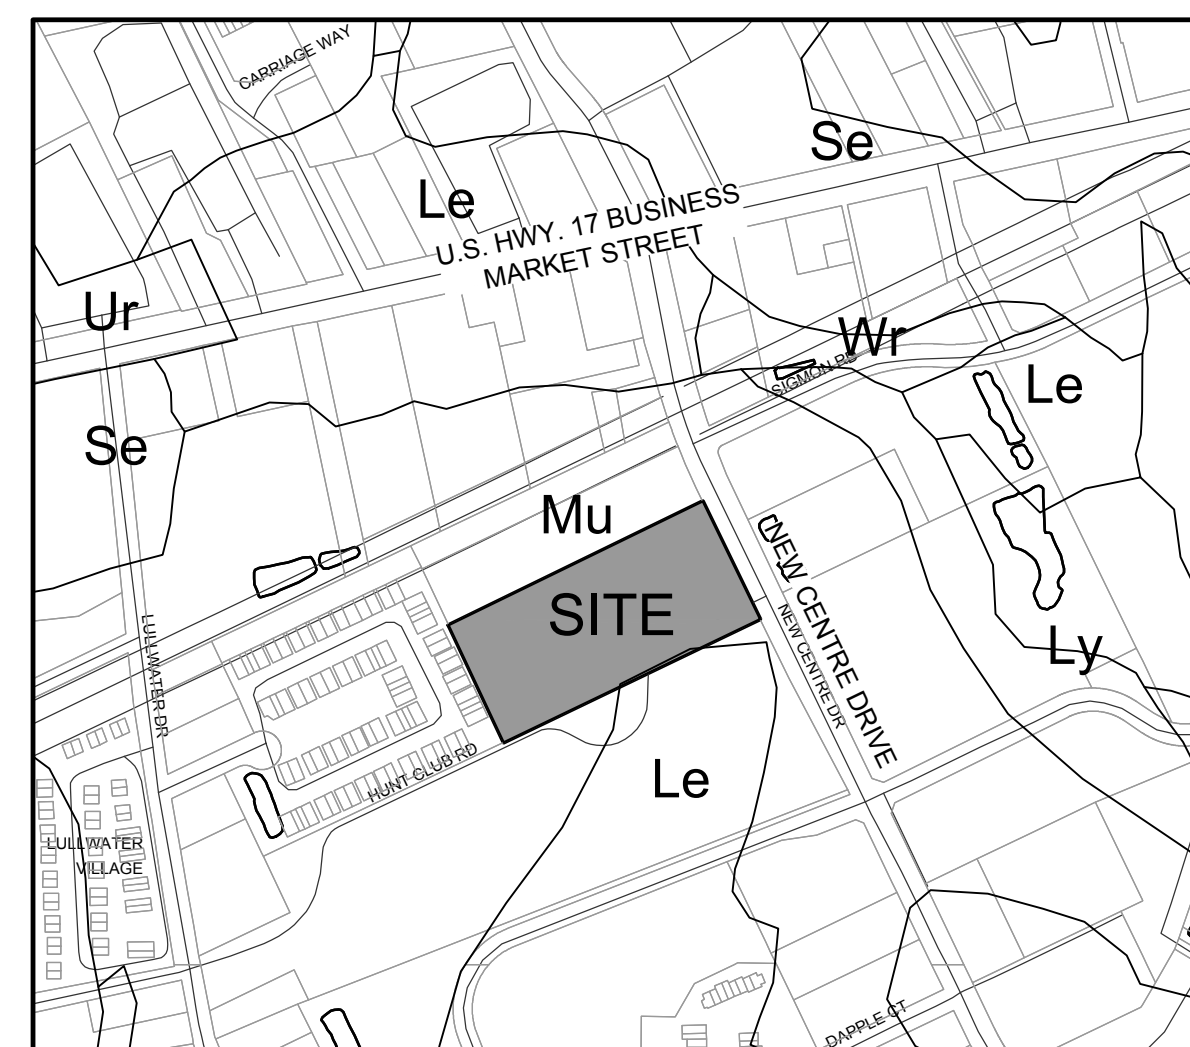 CARRIAGE WAY
Se
Le
U.S. HWY. 17 BUSINESS
MARKET STREET
Ur
Wr
SIGMON RD
Le
Se
Mu
SITE
NEW CENTRE DRIVE
NEW CENTRE DR
LULLWATER DR
Ly
HUNT CLUB RD
Le
LULLWATER
VILLAGE
DAPPLE CT